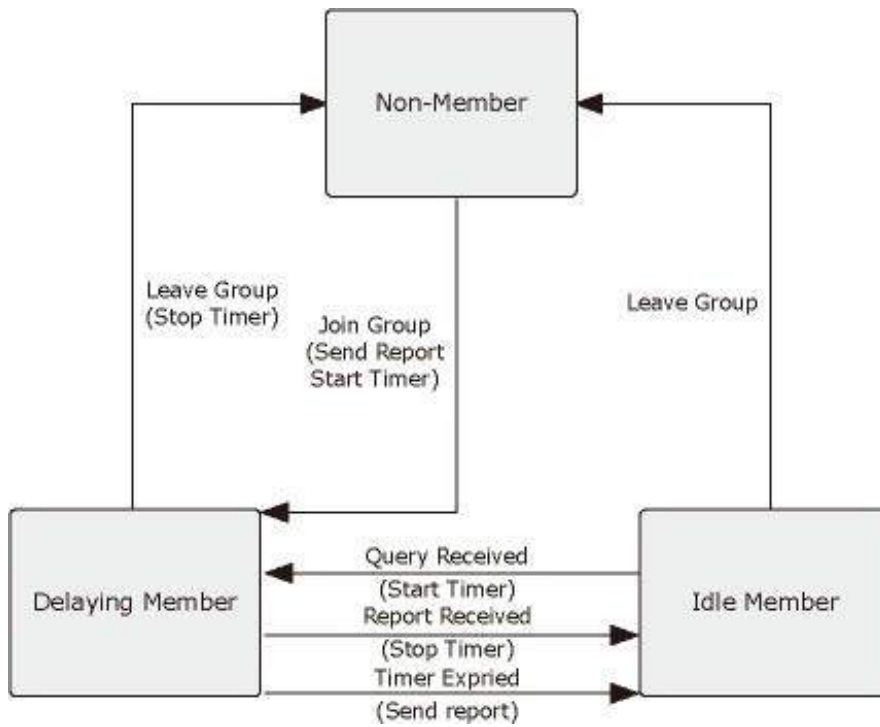 Non-Member
Leave Group
(Stop Timer)
Join Group
(Send Report
Start Timer)
Leave Group
Delaying Member
Query Received
(Start Timer)
Report Received
(Stop Timer)
Timer Expried
(Send report)
Idle Member